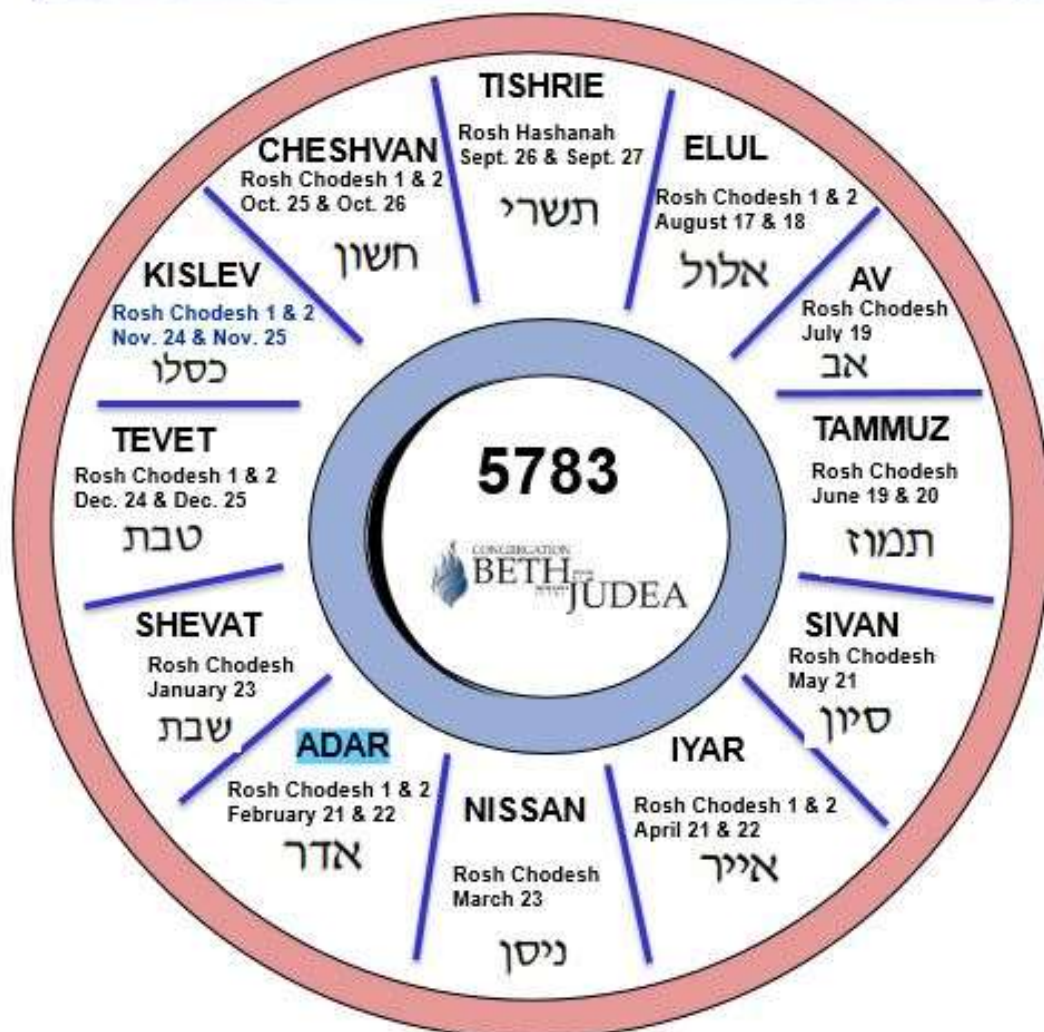 TISHRIE
Rosh Hashanah
Sept. 26 & Sept. 27
תשרי
CHESHVAN
Rosh Chodesh 1 & 2
Oct. 25 & Oct. 26
חשון
KISLEV
Rosh Chodesh 1 & 2
Nov. 24 & Nov. 25
כסלו
TEVET
Rosh Chodesh 1 & 2
Dec. 24 & Dec. 25
טבת
SHEVAT
Rosh Chodesh
January 23
שבת
ADAR
Rosh Chodesh 1 & 2
February 21 & 22
אדר
NISSAN
Rosh Chodesh
March 23
ניסן
IYAR
Rosh Chodesh 1 & 2
April 21 & 22
אייר
SIVAN
Rosh Chodesh
May 21
סיון
TAMMUZ
Rosh Chodesh
June 19 & 20
תמוז
AV
Rosh Chodesh
July 19
אב
ELUL
Rosh Chodesh 1 & 2
August 17 & 18
אלול
5783
CONGREGATION
BETH
JUDEA